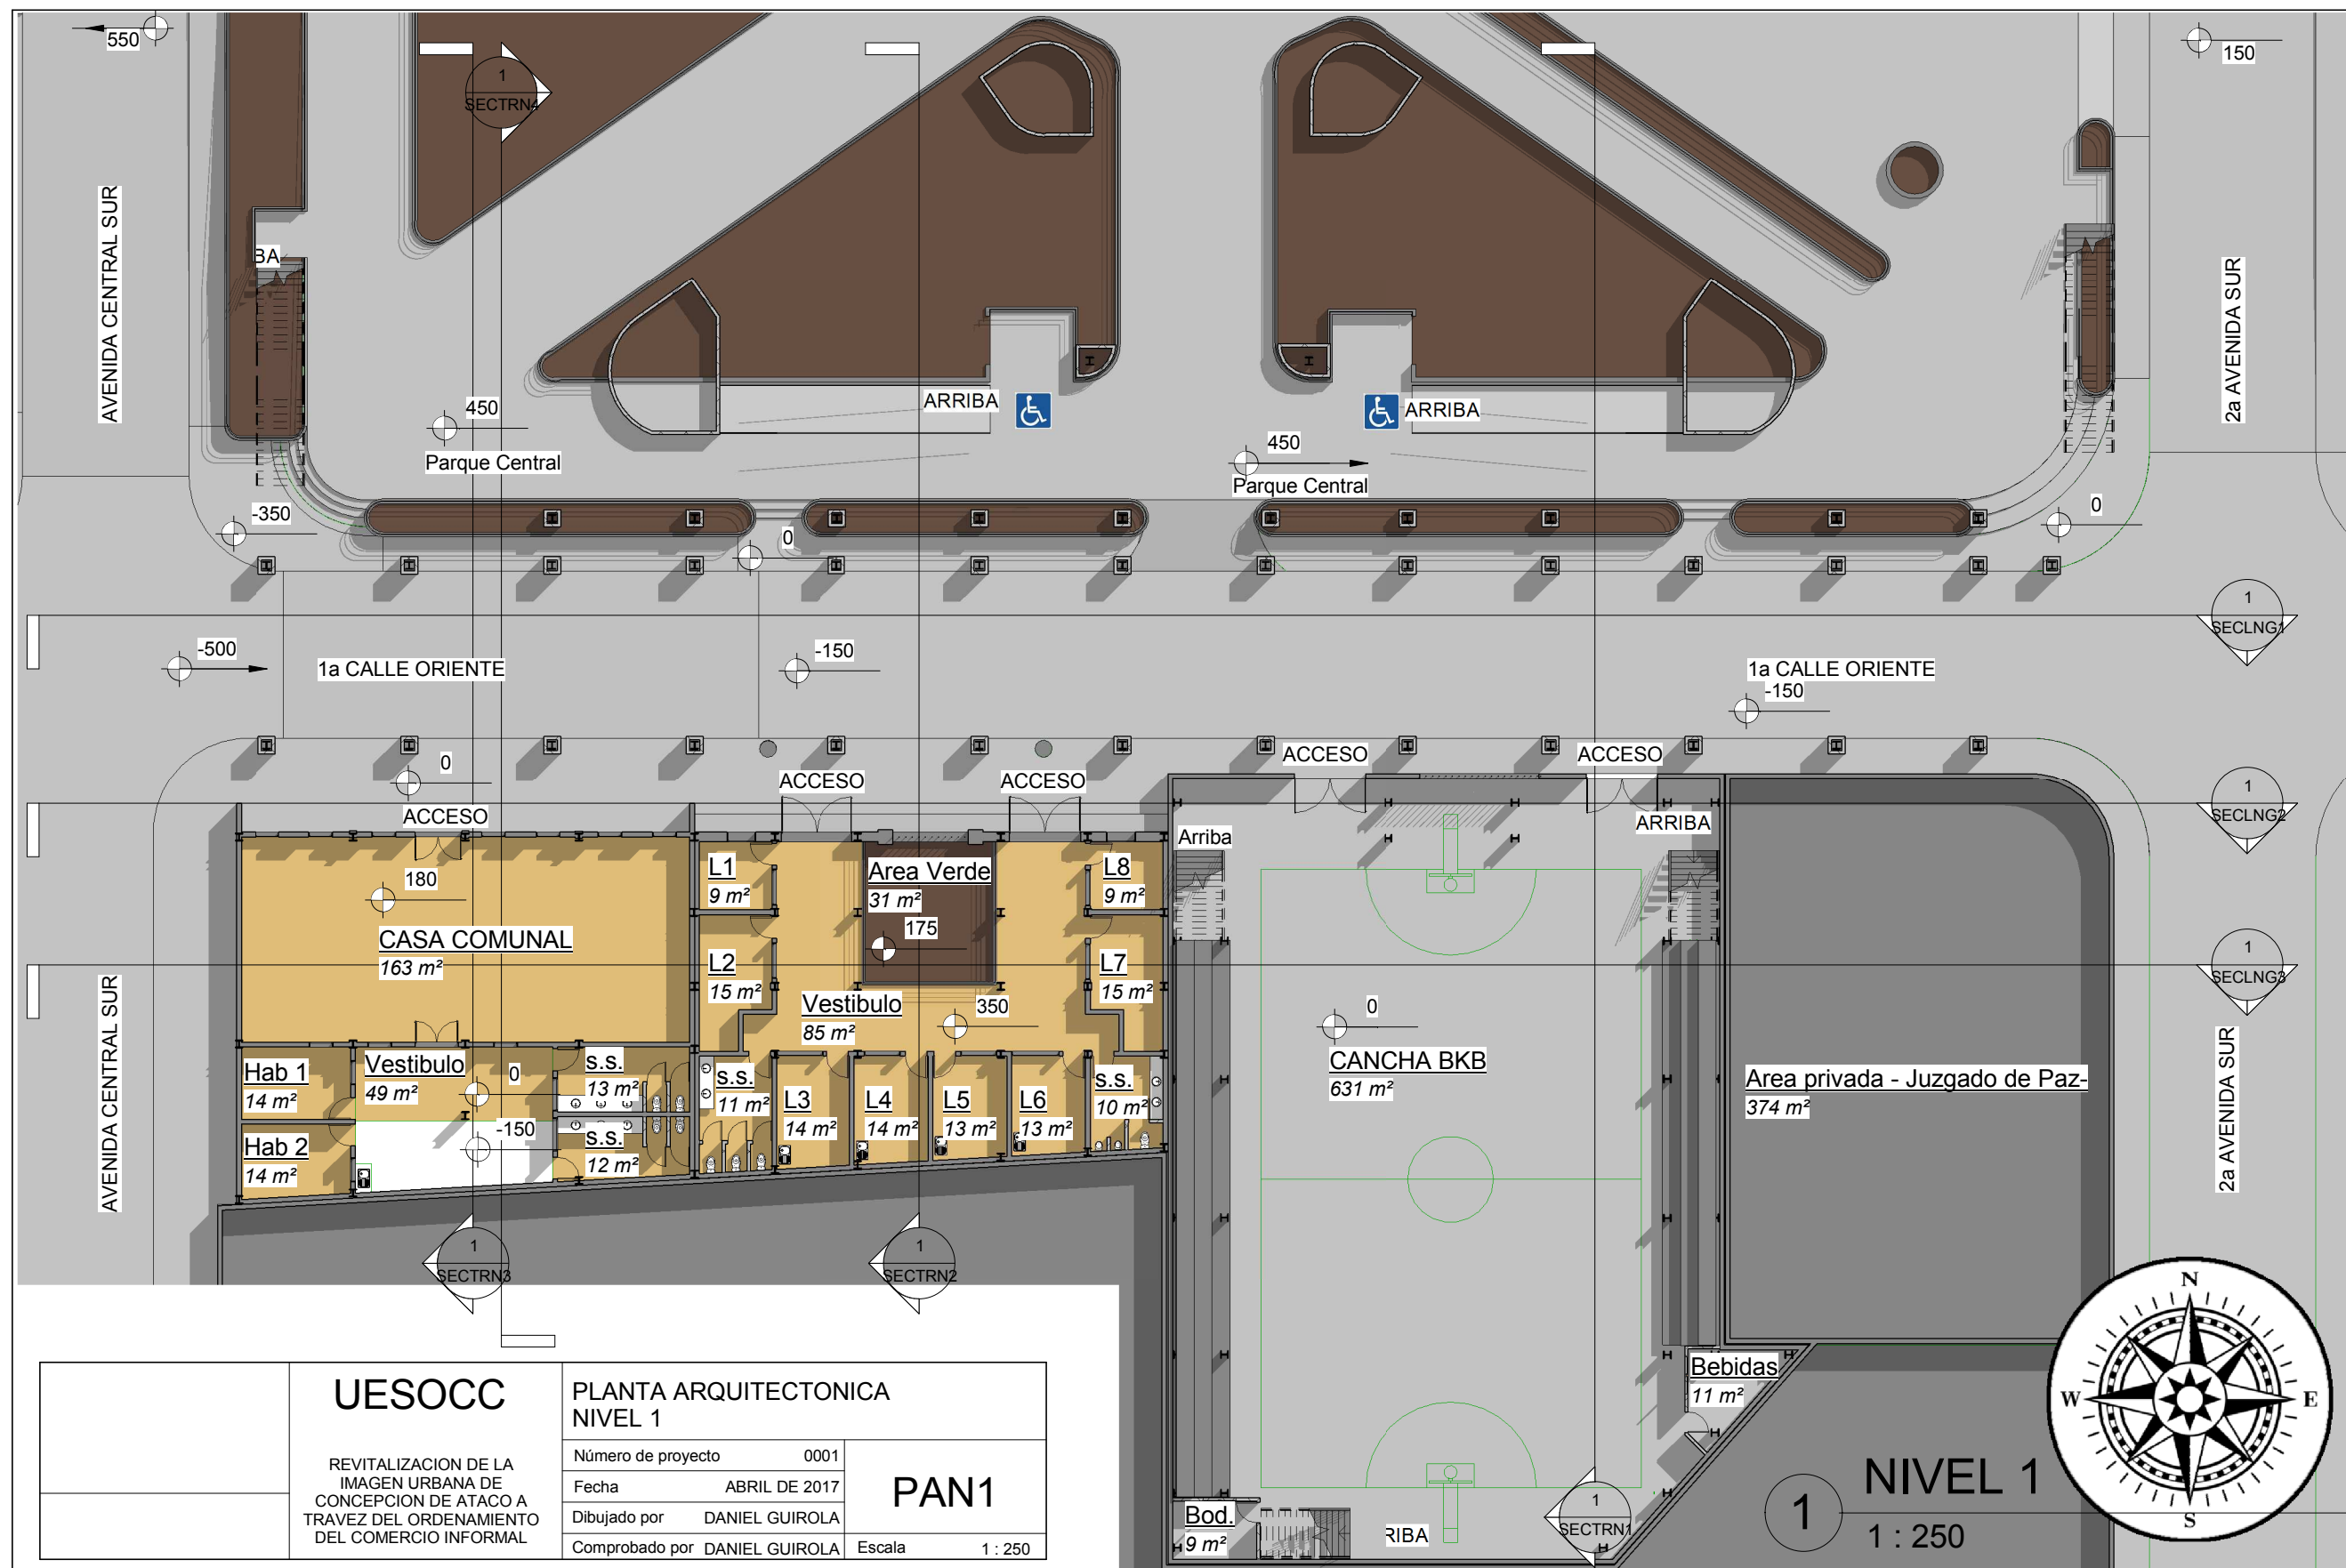 550
150
1
SECTRN4
AVENIDA CENTRAL SUR
BA
2a AVENIDA SUR
ARRIBA
ARRIBA
450
Parque Central
450
Parque Central
-350
0
0
1
SECLNG1
-500
1a CALLE ORIENTE
-150
1a CALLE ORIENTE
-150
0
ACCESO
ACCESO
ACCESO
ACCESO
ACCESO
1
SECLNG2
Arriba
ARRIBA
180
CASA COMUNAL
163 m²
L1
9 m²
Area Verde
31 m²
175
L8
9 m²
L2
15 m²
L7
15 m²
Vestibulo
85 m²
350
1
SECLNG3
0
CANCHA BKB
631 m²
Area privada - Juzgado de Paz-
374 m²
AVENIDA CENTRAL SUR
2a AVENIDA SUR
Hab 1
14 m²
Vestibulo
49 m²
0
s.s.
13 m²
s.s.
11 m²
L3
14 m²
L4
14 m²
L5
13 m²
L6
13 m²
s.s.
10 m²
Hab 2
14 m²
-150
s.s.
12 m²
1
SECTRN3
1
SECTRN2
Bebidas
11 m²
Bod.
9 m²
RIBA
1
SECTRN1
N
W
E
S
1
NIVEL 1
1 : 250
UESOCC
REVITALIZACION DE LA
IMAGEN URBANA DE
CONCEPCION DE ATACO A
TRAVEZ DEL ORDENAMIENTO
DEL COMERCIO INFORMAL
PLANTA ARQUITECTONICA
NIVEL 1
Número de proyecto 0001
Fecha ABRIL DE 2017
Dibujado por DANIEL GUIROLA
Comprobado por DANIEL GUIROLA
PAN1
Escala 1 : 250